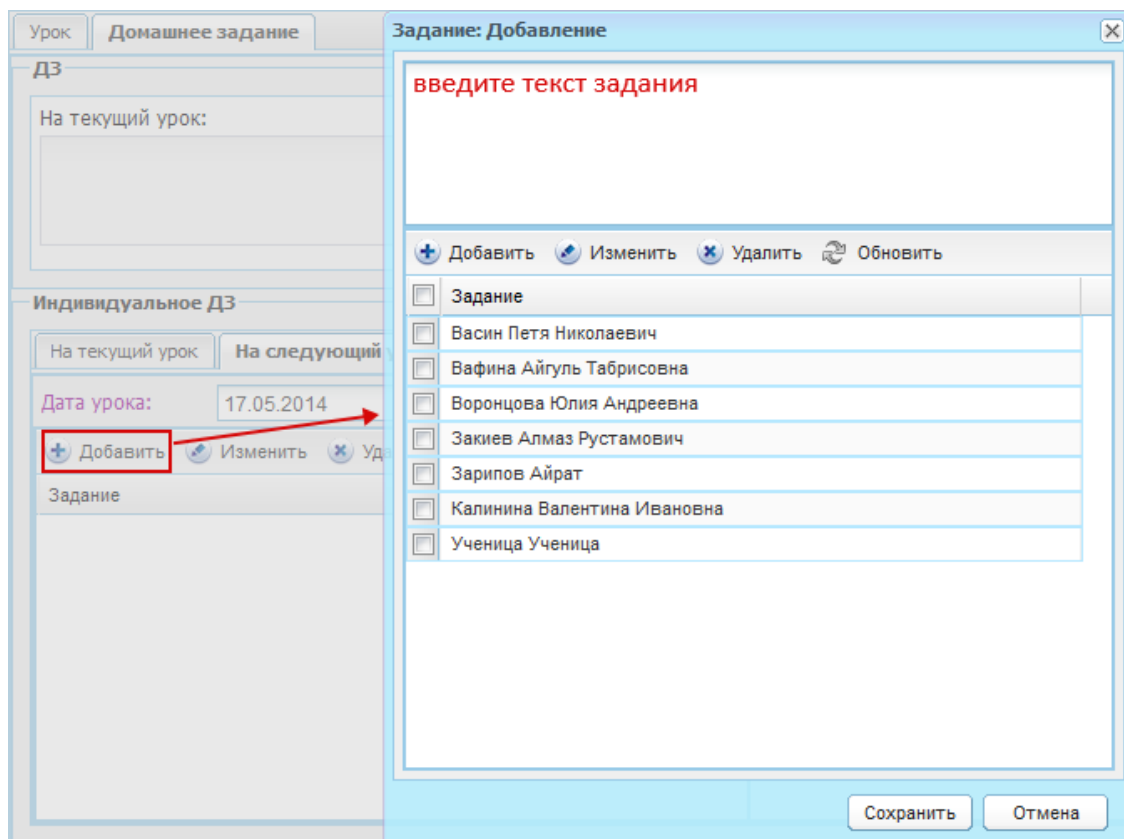 Урок Домашнее задание
ДЗ
На текущий урок:
Индивидуальное ДЗ
На текущий урок На следующий
Дата урока: 17.05.2014
Добавить Изменить Уда
Задание
Задание: Добавление
введите текст задания
Добавить Изменить Удалить Обновить
Задание
Васин Петя Николаевич
Вафина Айгуль Табрисовна
Воронцова Юлия Андреевна
Закиев Алмаз Рустамович
Зарипов Айрат
Калинина Валентина Ивановна
Ученица Ученица
Сохранить Отмена